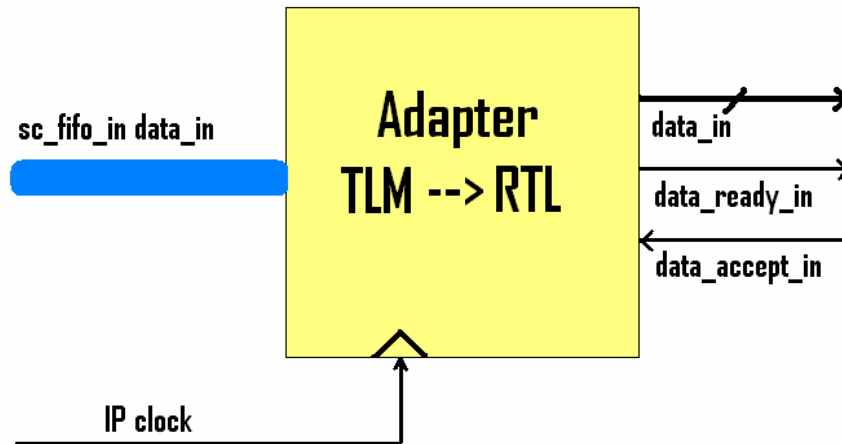 sc_fifo_in data_in
Adapter
TLM --> RTL
data_in
data_ready_in
data_accept_in
IP clock